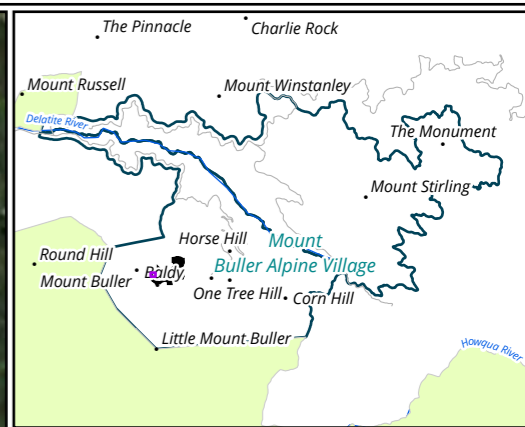 The Pinnacle
Charlie Rock
Mount Russell
Mount Winstanley
Delatite River
The Monument
Mount Stirling
Horse Hill
Mount
Buller Alpine Village
Round Hill
Mount Buller
Baldy
One Tree Hill
Corn Hill
Little Mount Buller
Howqua River